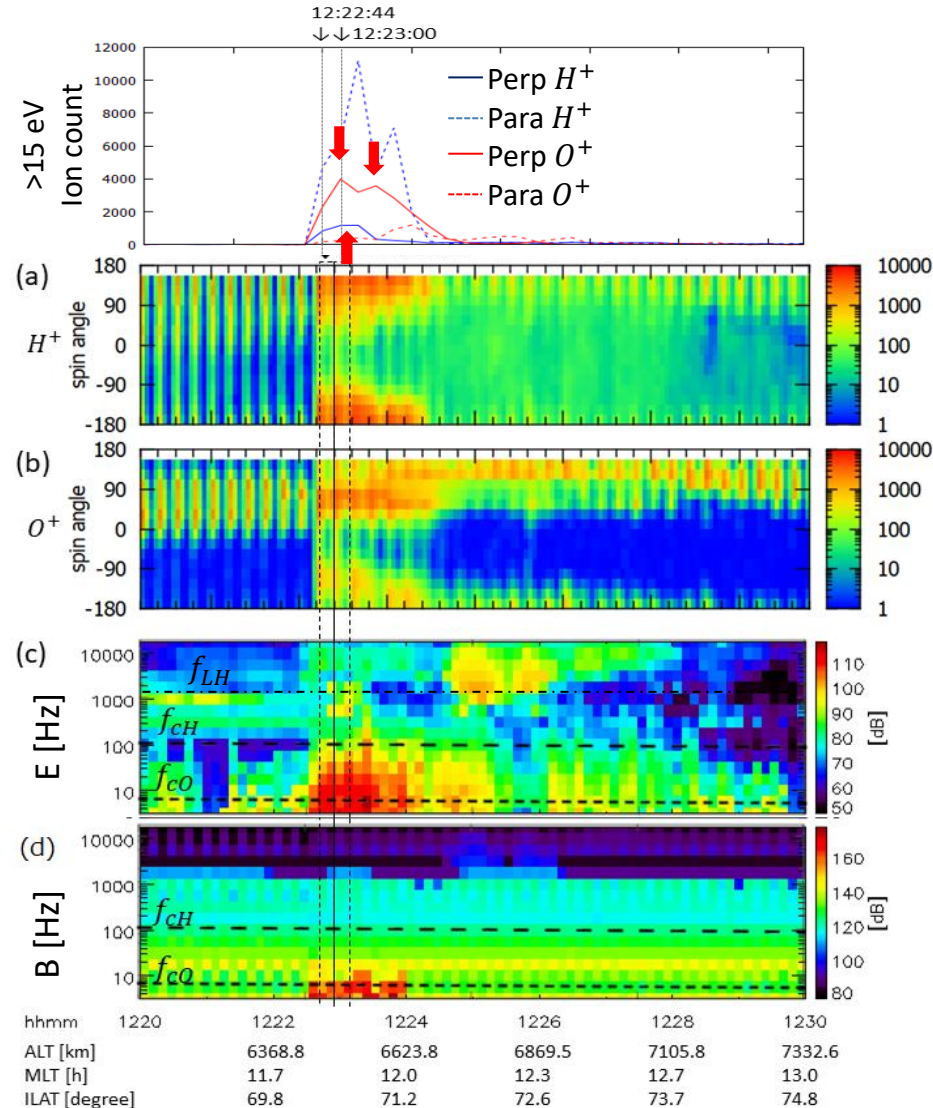 12:22:44
12:23:00
>15 eV
Ion count
12000
10000
8000
6000
4000
2000
0
Perp H+
Para H+
Perp O+
Para O+
(a)
H+
spin angle
180
90
0
-90
-180
10000
1000
100
10
1
(b)
O+
spin angle
180
90
0
-90
-180
10000
1000
100
10
1
(c)
E [Hz]
10000
1000
100
10
fLH
fcH
fcO
110
100
90
80
70
60
50
[dB]
(d)
B [Hz]
10000
1000
100
10
fcH
fcO
160
140
120
100
80
[dB]
hhmm 1220 1222 1224 1226 1228 1230
ALT [km] 6368.8 6623.8 6869.5 7105.8 7332.6
MLT [h] 11.7 12.0 12.3 12.7 13.0
ILAT [degree] 69.8 71.2 72.6 73.7 74.8